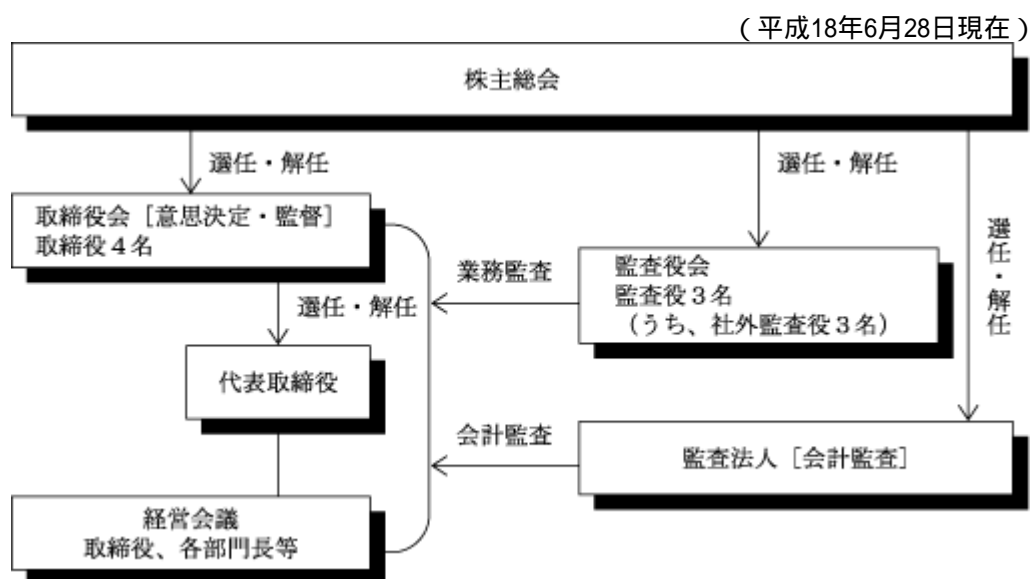 （平成18年6月28日現在）
株主総会
選任・解任
選任・解任
取締役会［意思決定・監督］
取締役４名
選任・解任
業務監査
監査役会
監査役３名
（うち、社外監査役３名）
選任・解任
代表取締役
会計監査
監査法人［会計監査］
経営会議
取締役、各部門長等